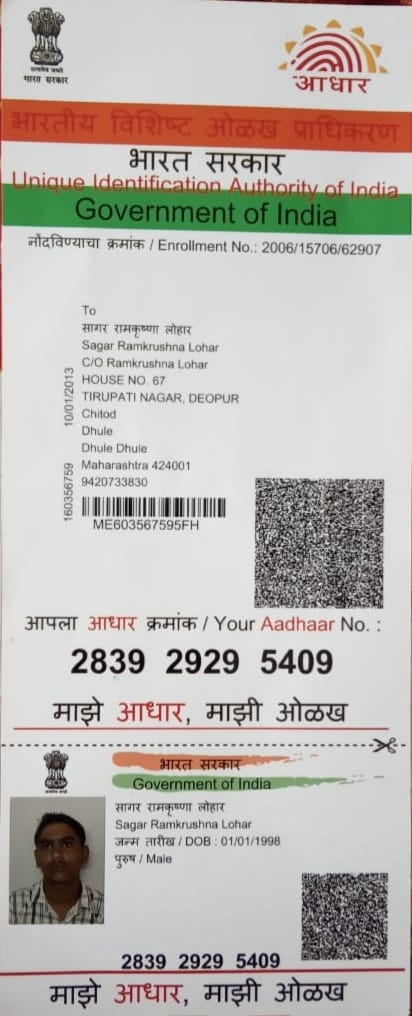 सत्यमेव जयते
भारत सरकार
आधार
भारतीय विशिष्ट ओळख प्राधिकरण
भारत सरकार
Unique Identification Authority of India
Government of India
नोंदविण्याचा क्रमांक / Enrollment No.: 2006/15706/62907
To
सागर रामकृष्णा लोहार
Sagar Ramkrushna Lohar
C/O Ramkrushna Lohar
HOUSE NO. 67
TIRUPATI NAGAR, DEOPUR
Chitod
Dhule
Dhule Dhule
Maharashtra 424001
9420733830
160356759 10/01/2013
ME603567595FH
आपला आधार क्रमांक / Your Aadhaar No. :
2839 2929 5409
माझे आधार, माझी ओळख
भारत सरकार
Government of India
सागर रामकृष्णा लोहार
Sagar Ramkrushna Lohar
जन्म तारीख / DOB : 01/01/1998
पुरुष / Male
2839 2929 5409
माझे आधार, माझी ओळख